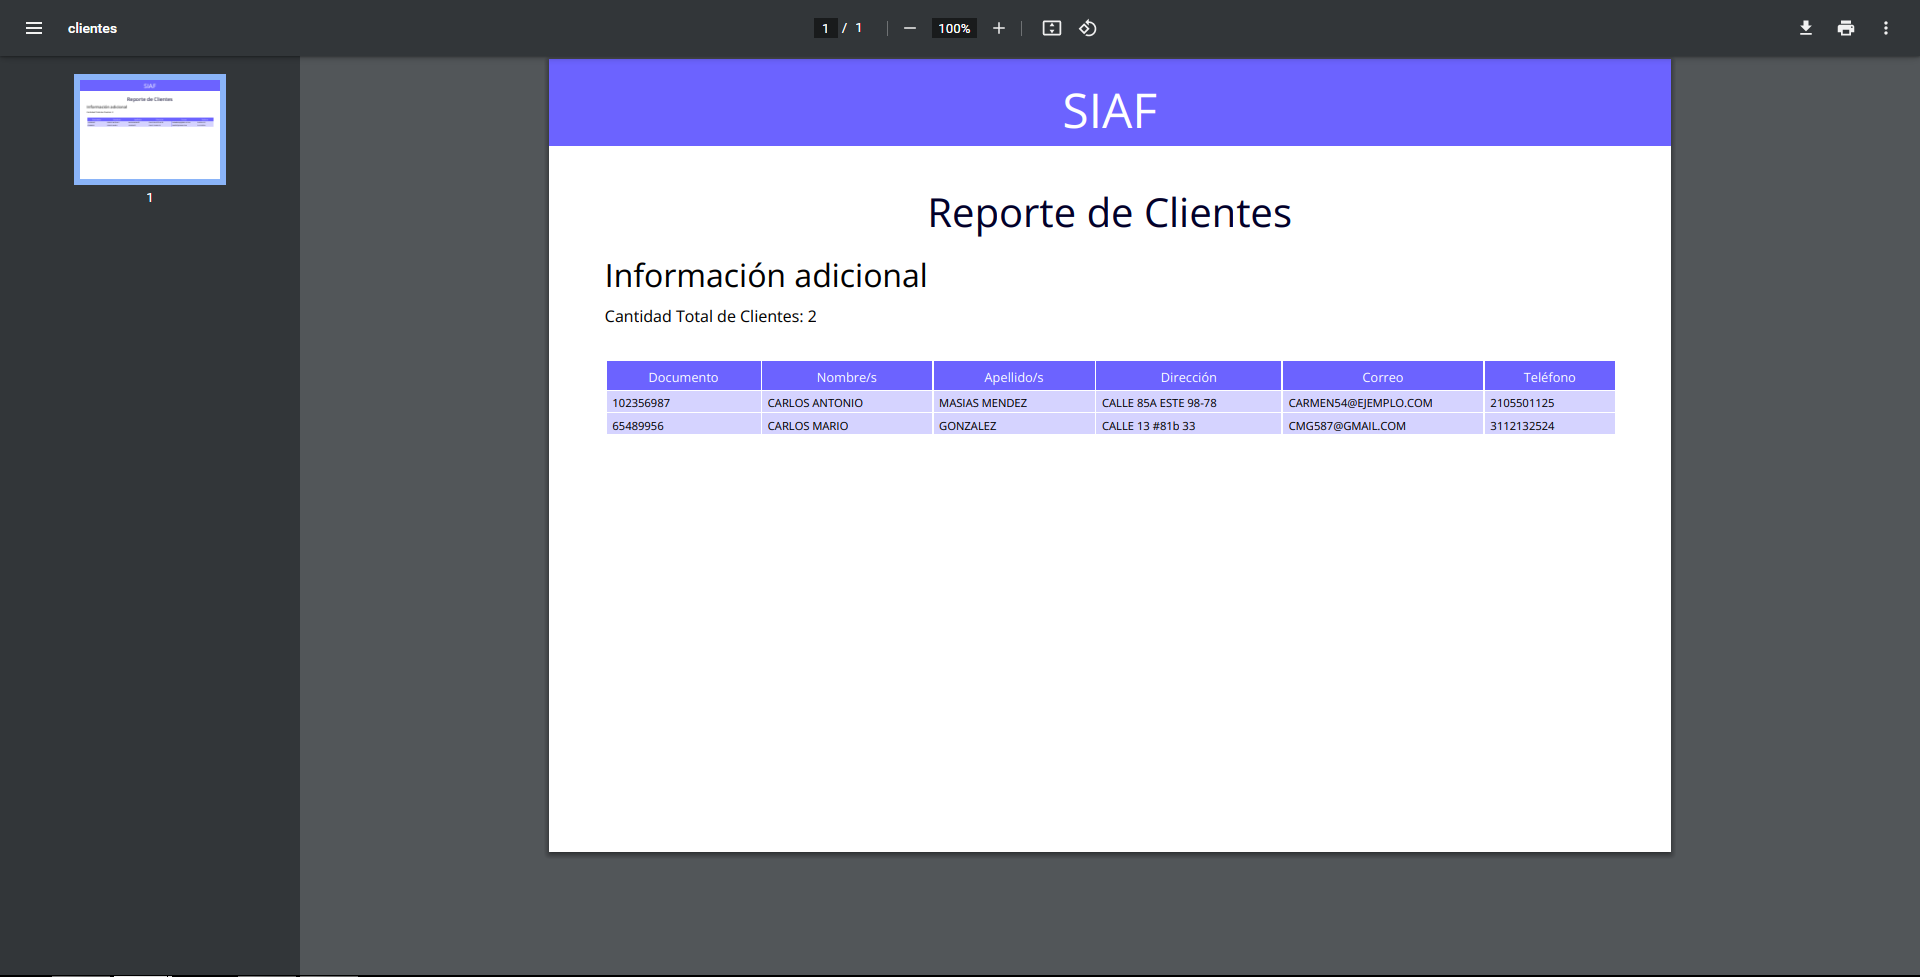 clientes
1 / 1
100%
1
SIAF
Reporte de Clientes
Información adicional
Cantidad Total de Clientes: 2
Documento Nombre/s Apellido/s Dirección Correo Teléfono
102356987 CARLOS ANTONIO MASIAS MENDEZ CALLE 85A ESTE 98-78 CARMEN54@EJEMPLO.COM 2105501125
65489956 CARLOS MARIO GONZALEZ CALLE 13 #81b 33 CMG587@GMAIL.COM 3112132524